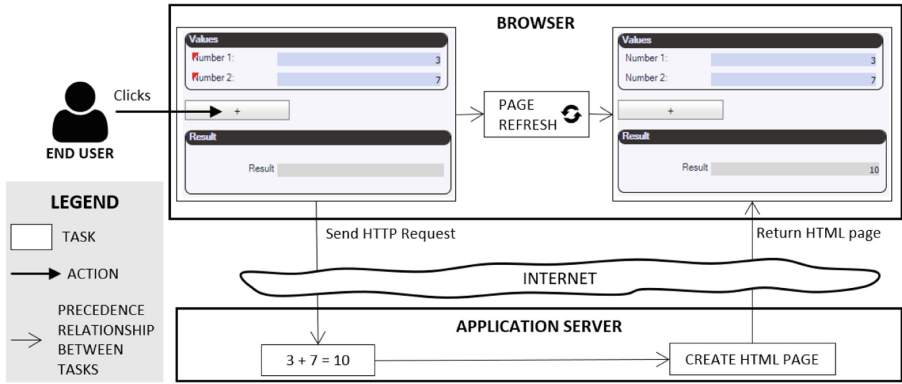 BROWSER
Values
Number 1:
3
Number 2:
7
+
Result
Result
PAGE
REFRESH
Values
Number 1:
3
Number 2:
7
+
Result
Result
10
Clicks
END USER
LEGEND
TASK
ACTION
PRECEDENCE
RELATIONSHIP
BETWEEN
TASKS
Send HTTP Request
Return HTML page
INTERNET
APPLICATION SERVER
3 + 7 = 10
CREATE HTML PAGE